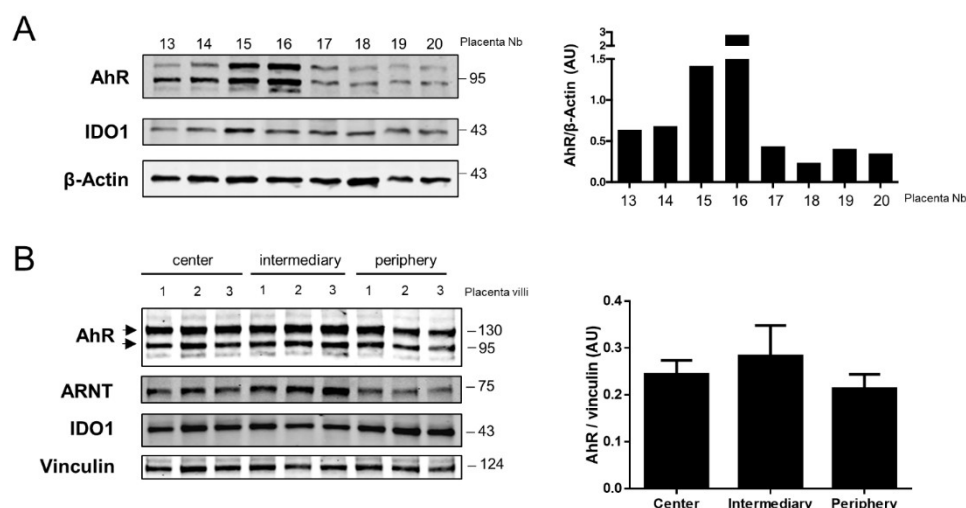 A
13 14 15 16 17 18 19 20 Placenta Nb
AhR
95
IDO1
43
β-Actin
43
AhR/β-Actin (AU)
3
2
1.5
1.0
0.5
0.0
13 14 15 16 17 18 19 20 Placenta Nb
B
center intermediary periphery
1 2 3 1 2 3 1 2 3 Placenta villi
AhR
130
95
ARNT
75
IDO1
43
Vinculin
124
AhR / vinculin (AU)
0.4
0.3
0.2
0.1
0.0
Center Intermediary Periphery